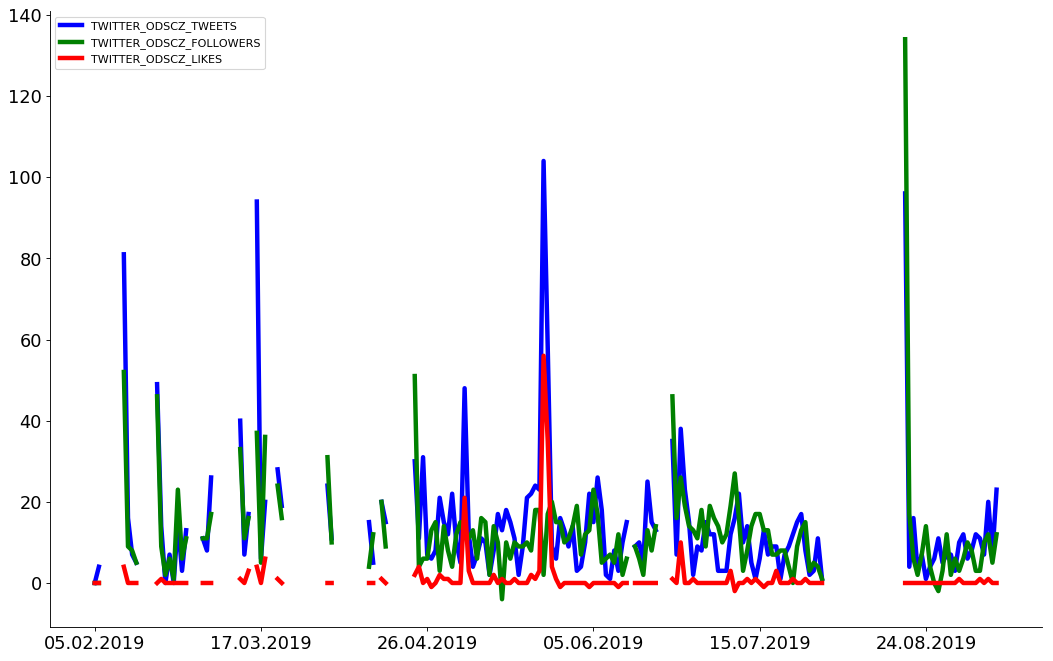 TWITTER_ODSCZ_TWEETS
TWITTER_ODSCZ_FOLLOWERS
TWITTER_ODSCZ_LIKES
140
120
100
80
60
40
20
0
05.02.2019 17.03.2019 26.04.2019 05.06.2019 15.07.2019 24.08.2019